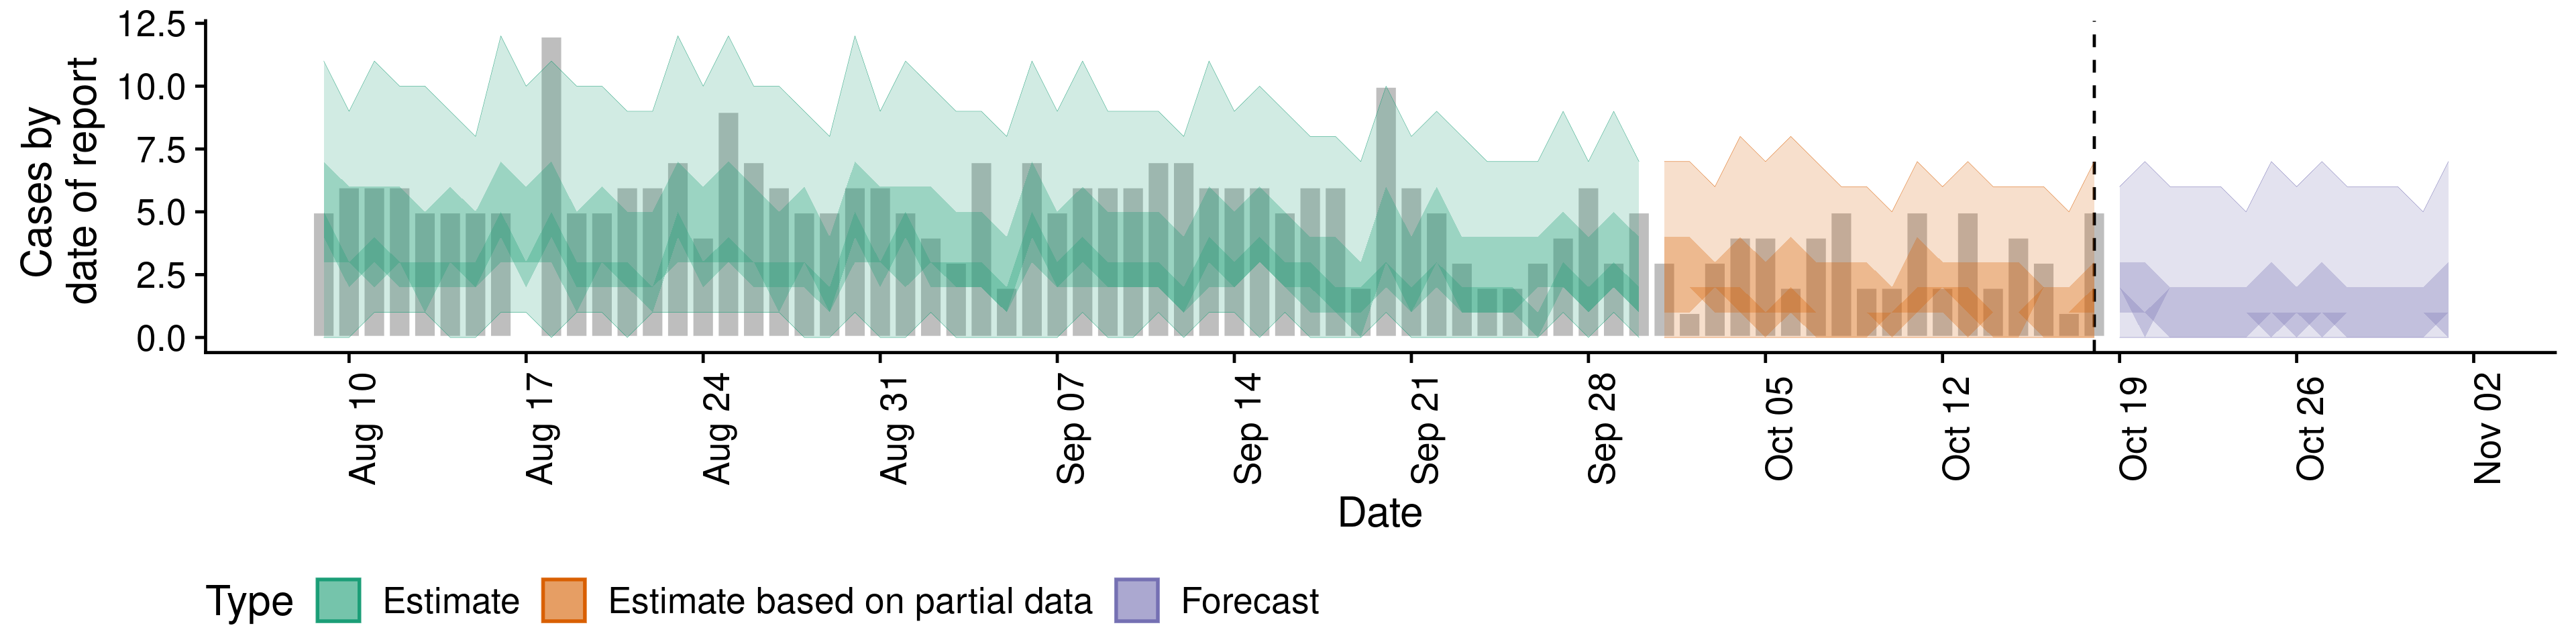 Cases by
date of report
12.5
10.0
7.5
5.0
2.5
0.0
Aug 10
Aug 17
Aug 24
Aug 31
Sep 07
Sep 14
Sep 21
Sep 28
Oct 05
Oct 12
Oct 19
Oct 26
Nov 02
Date
Type Estimate Estimate based on partial data Forecast